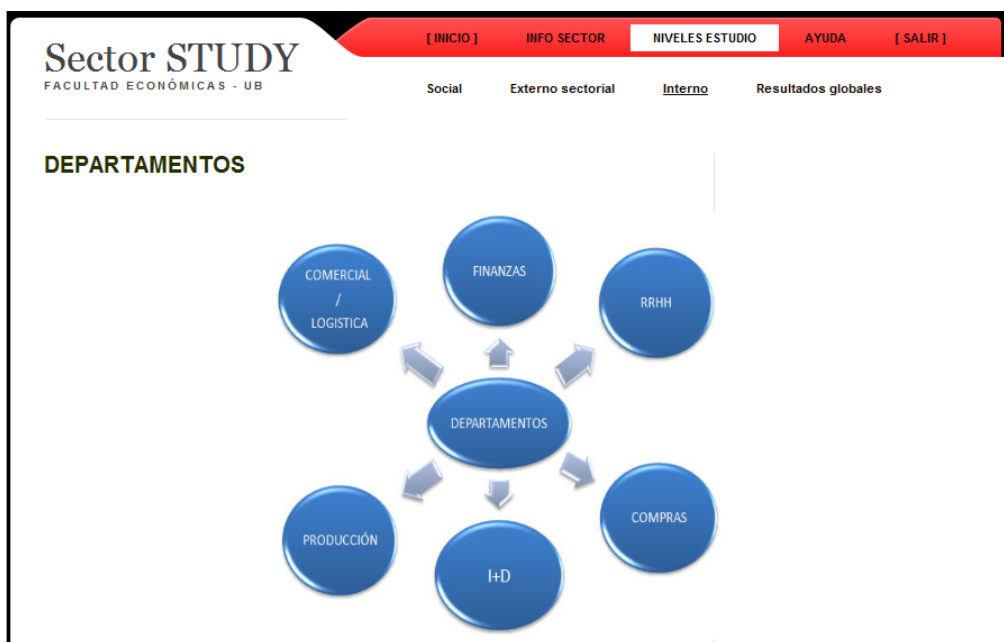 Sector STUDY
FACULTAD ECONÓMICAS - UB
[ INICIO ] INFO SECTOR NIVELES ESTUDIO AYUDA [ SALIR ]
Social Externo sectorial Interno Resultados globales
DEPARTAMENTOS
COMERCIAL
/
LOGISTICA
FINANZAS
RRHH
DEPARTAMENTOS
PRODUCCIÓN
I+D
COMPRAS